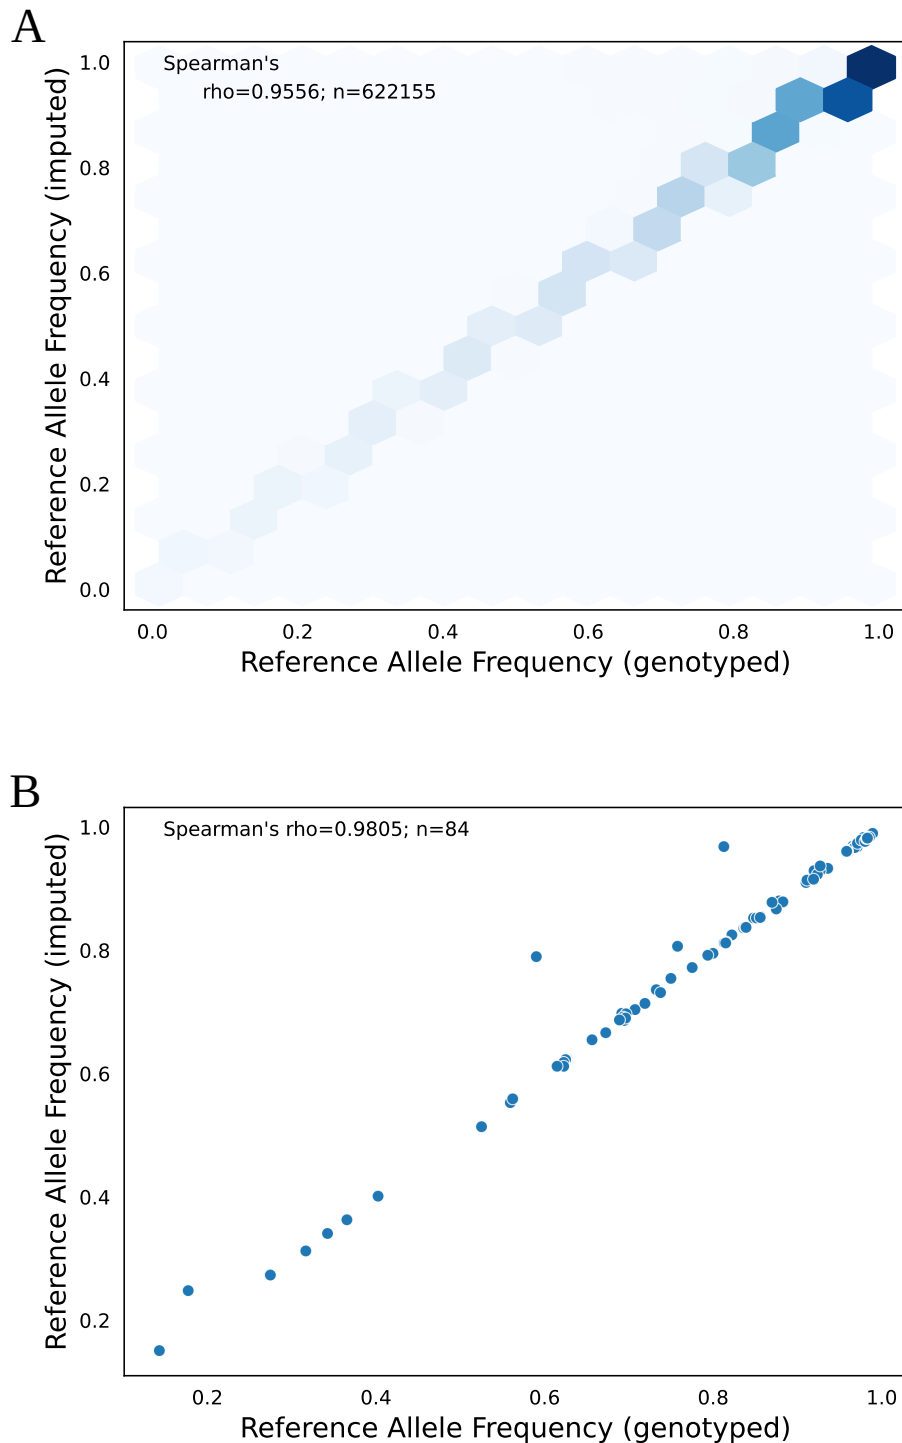 A
Spearman's
rho=0.9556; n=622155
Reference Allele Frequency (imputed)
1.0
0.8
0.6
0.4
0.2
0.0
0.0 0.2 0.4 0.6 0.8 1.0
Reference Allele Frequency (genotyped)
B
Spearman's rho=0.9805; n=84
Reference Allele Frequency (imputed)
1.0
0.8
0.6
0.4
0.2
0.2 0.4 0.6 0.8 1.0
Reference Allele Frequency (genotyped)